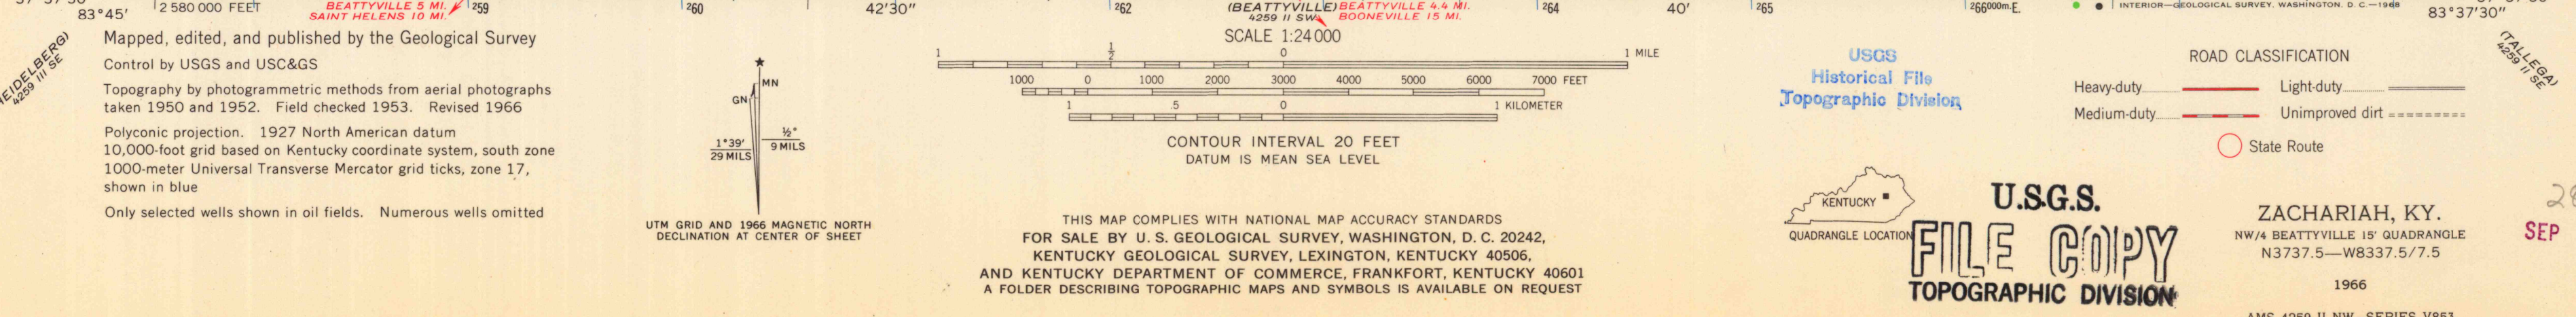 83°45'
2 580 000 FEET
BEATTYVILLE 5 MI.
SAINT HELENS 10 MI.
259
260
42'30"
262
(BEATTYVILLE)
4259 II SW
BEATTYVILLE 4.4 MI.
BOONEVILLE 15 MI.
264
40'
265
266000m.E.
INTERIOR—GEOLOGICAL SURVEY, WASHINGTON, D. C.—1968
83°37'30"
4259 III SE
(TALLEGA)
4259 II SE
Mapped, edited, and published by the Geological Survey
Control by USGS and USC&GS
Topography by photogrammetric methods from aerial photographs
taken 1950 and 1952. Field checked 1953. Revised 1966
Polyconic projection. 1927 North American datum
10,000-foot grid based on Kentucky coordinate system, south zone
1000-meter Universal Transverse Mercator grid ticks, zone 17,
shown in blue
Only selected wells shown in oil fields. Numerous wells omitted
MN
GN
1°39'
29 MILS
½°
9 MILS
UTM GRID AND 1966 MAGNETIC NORTH
DECLINATION AT CENTER OF SHEET
SCALE 1:24 000
1 ½ 0 1 MILE
1000 0 1000 2000 3000 4000 5000 6000 7000 FEET
1 .5 0 1 KILOMETER
CONTOUR INTERVAL 20 FEET
DATUM IS MEAN SEA LEVEL
THIS MAP COMPLIES WITH NATIONAL MAP ACCURACY STANDARDS
FOR SALE BY U. S. GEOLOGICAL SURVEY, WASHINGTON, D. C. 20242,
KENTUCKY GEOLOGICAL SURVEY, LEXINGTON, KENTUCKY 40506,
AND KENTUCKY DEPARTMENT OF COMMERCE, FRANKFORT, KENTUCKY 40601
A FOLDER DESCRIBING TOPOGRAPHIC MAPS AND SYMBOLS IS AVAILABLE ON REQUEST
USGS
Historical File
Topographic Division
KENTUCKY
QUADRANGLE LOCATION
U.S.G.S.
FILE COPY
TOPOGRAPHIC DIVISION
ROAD CLASSIFICATION
Heavy-duty
Light-duty
Medium-duty
Unimproved dirt
State Route
ZACHARIAH, KY.
NW/4 BEATTYVILLE 15' QUADRANGLE
N3737.5—W8337.5/7.5
1966
AMS 4259 II NW—SERIES V853
SEP